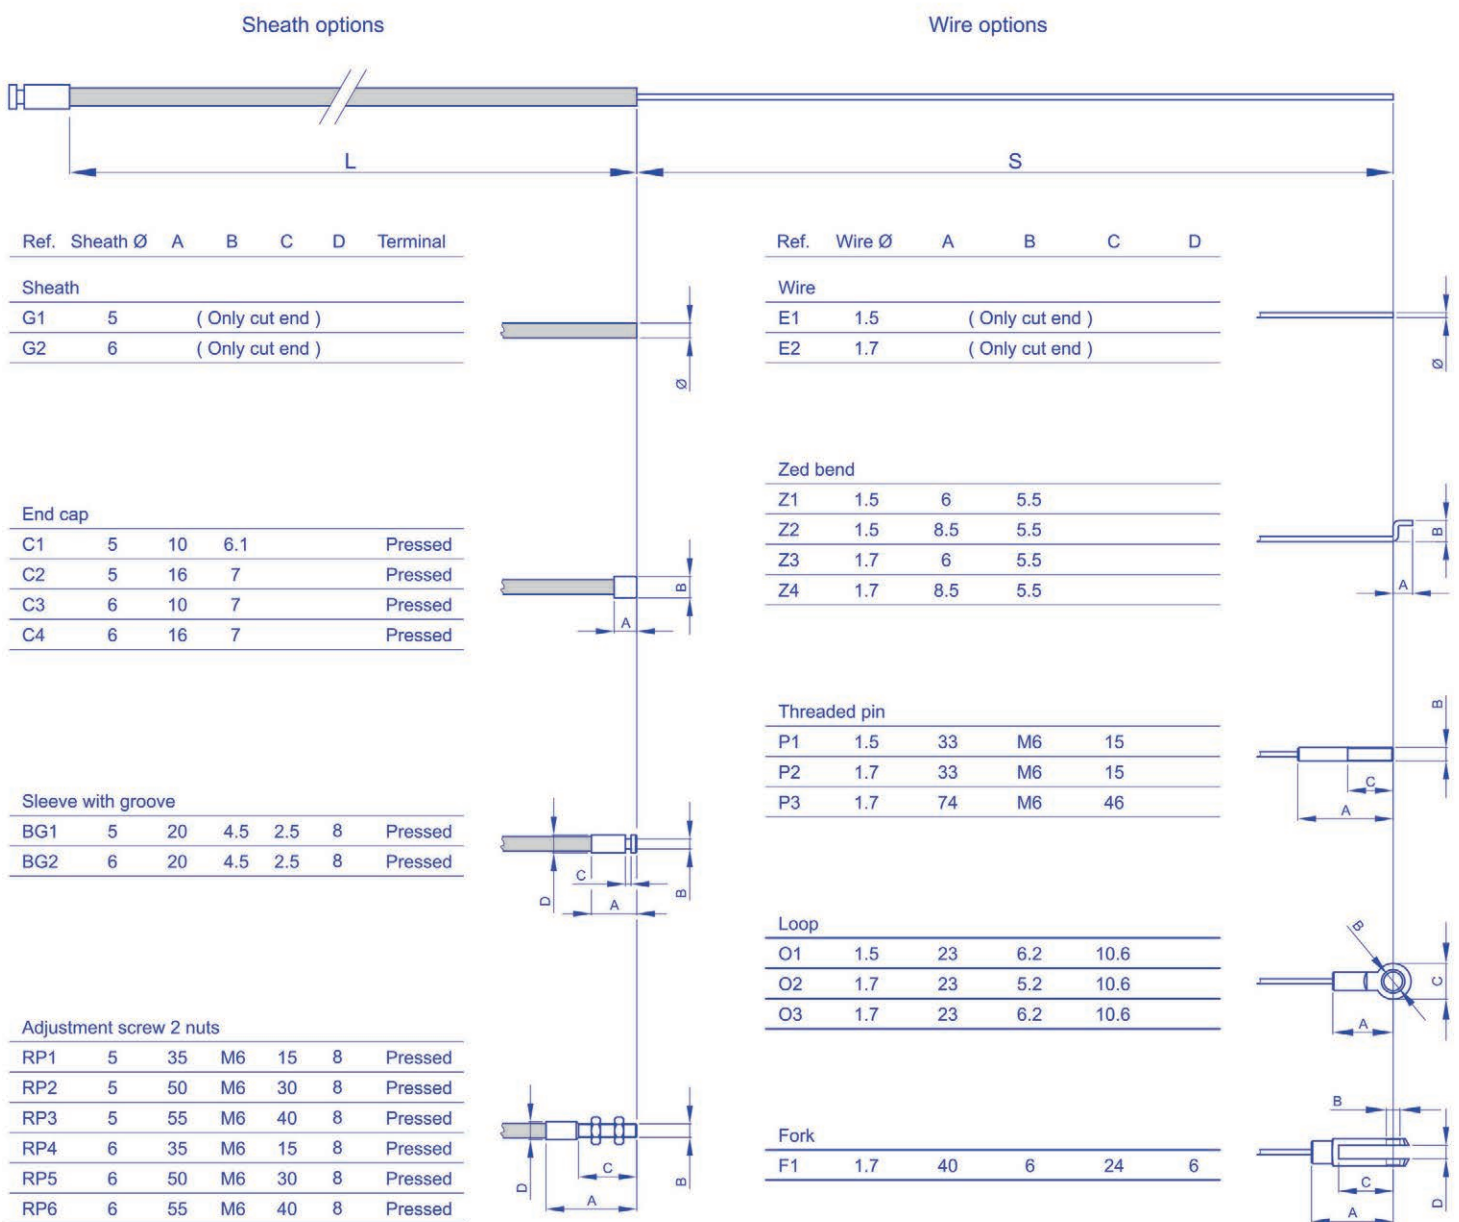 Sheath options
Wire options
L
S
Ref. Sheath Ø A B C D Terminal
Sheath
G1 5 ( Only cut end )
G2 6 ( Only cut end )
Ø
End cap
C1 5 10 6.1 Pressed
C2 5 16 7 Pressed
C3 6 10 7 Pressed
C4 6 16 7 Pressed
B
A
Sleeve with groove
BG1 5 20 4.5 2.5 8 Pressed
BG2 6 20 4.5 2.5 8 Pressed
C
D
A
B
Adjustment screw 2 nuts
RP1 5 35 M6 15 8 Pressed
RP2 5 50 M6 30 8 Pressed
RP3 5 55 M6 40 8 Pressed
RP4 6 35 M6 15 8 Pressed
RP5 6 50 M6 30 8 Pressed
RP6 6 55 M6 40 8 Pressed
C
D
A
B
Ref. Wire Ø A B C D
Wire
E1 1.5 ( Only cut end )
E2 1.7 ( Only cut end )
Ø
Zed bend
Z1 1.5 6 5.5
Z2 1.5 8.5 5.5
Z3 1.7 6 5.5
Z4 1.7 8.5 5.5
B
A
Threaded pin
P1 1.5 33 M6 15
P2 1.7 33 M6 15
P3 1.7 74 M6 46
B
C
A
Loop
O1 1.5 23 6.2 10.6
O2 1.7 23 5.2 10.6
O3 1.7 23 6.2 10.6
B
C
A
Fork
F1 1.7 40 6 24 6
B
C
D
A